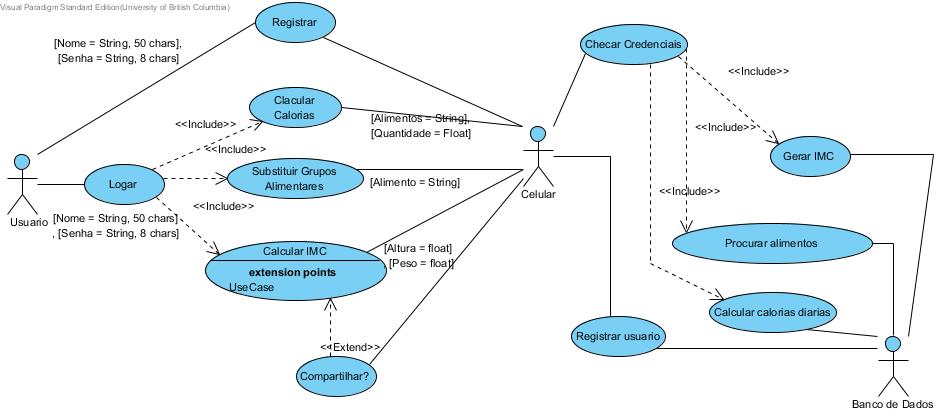 Visual Paradigm Standard Edition(University of British Columbia)
Registrar
[Nome = String, 50 chars],
[Senha = String, 8 chars]
Checar Credenciais
<<Include>>
Clacular
Calorias
[Alimentos = String],
[Quantidade = Float]
<<Include>>
<<Include>>
<<Include>>
Gerar IMC
Substituir Grupos
Alimentares
[Alimento = String]
Celular
Logar
<<Include>>
<<Include>>
Usuario
[Nome = String, 50 chars]
, [Senha = String, 8 chars]
Calcular IMC
extension points
UseCase
[Altura = float]
[Peso = float]
Procurar alimentos
Calcular calorias diarias
Registrar usuario
<<Extend>>
Compartilhar?
Banco de Dados